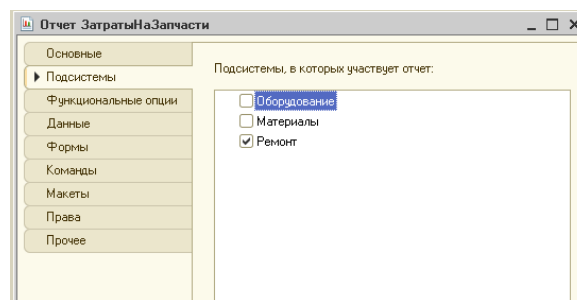 Отчет ЗатратыНаЗапчасти
Основные
Подсистемы
Функциональные опции
Данные
Формы
Команды
Макеты
Права
Прочее
Подсистемы, в которых участвует отчет:
Оборудование
Материалы
Ремонт